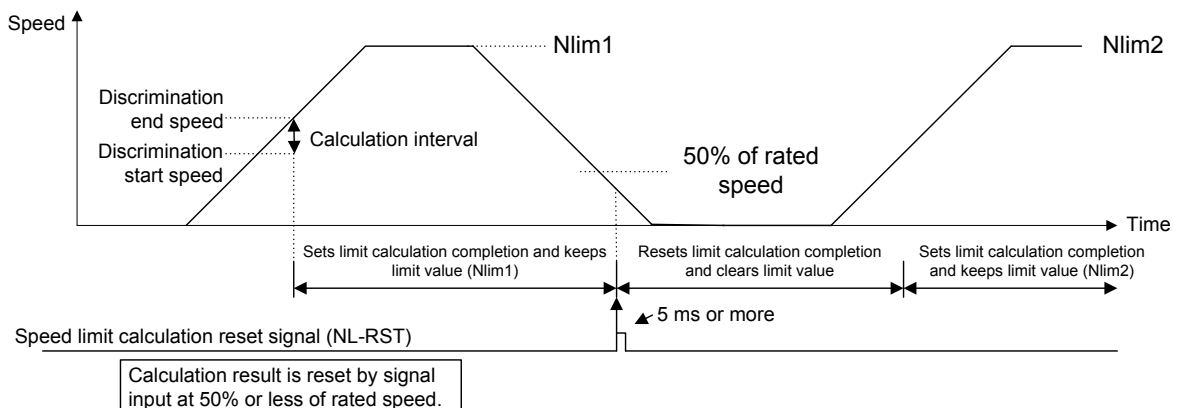 Speed
Nlim1
Nlim2
Discrimination
end speed
Calculation interval
Discrimination
start speed
50% of rated
speed
Time
Sets limit calculation completion and keeps
limit value (Nlim1)
Resets limit calculation completion
and clears limit value
Sets limit calculation completion
and keeps limit value (Nlim2)
5 ms or more
Speed limit calculation reset signal (NL-RST)
Calculation result is reset by signal
input at 50% or less of rated speed.